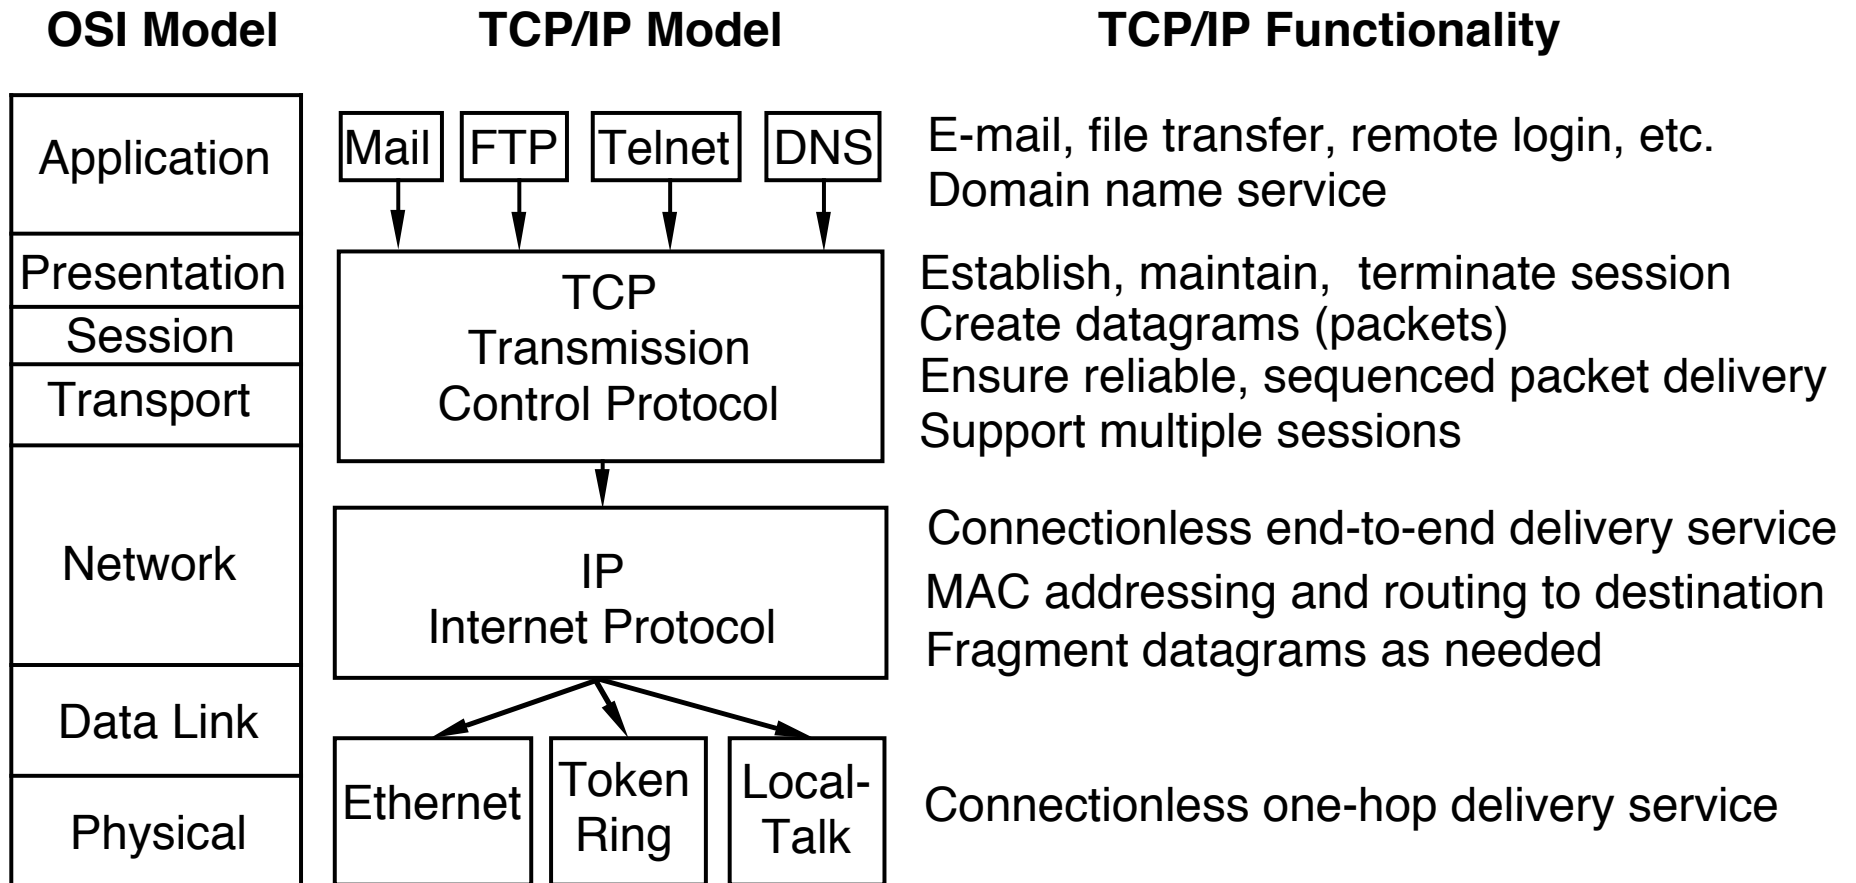 OSI Model
TCP/IP Model
TCP/IP Functionality
Application
Presentation
Session
Transport
Network
Data Link
Physical
Mail
FTP
Telnet
DNS
TCP
Transmission
Control Protocol
IP
Internet Protocol
Ethernet
Token
Ring
Local-
Talk
E-mail, file transfer, remote login, etc.
Domain name service
Establish, maintain, terminate session
Create datagrams (packets)
Ensure reliable, sequenced packet delivery
Support multiple sessions
Connectionless end-to-end delivery service
MAC addressing and routing to destination
Fragment datagrams as needed
Connectionless one-hop delivery service